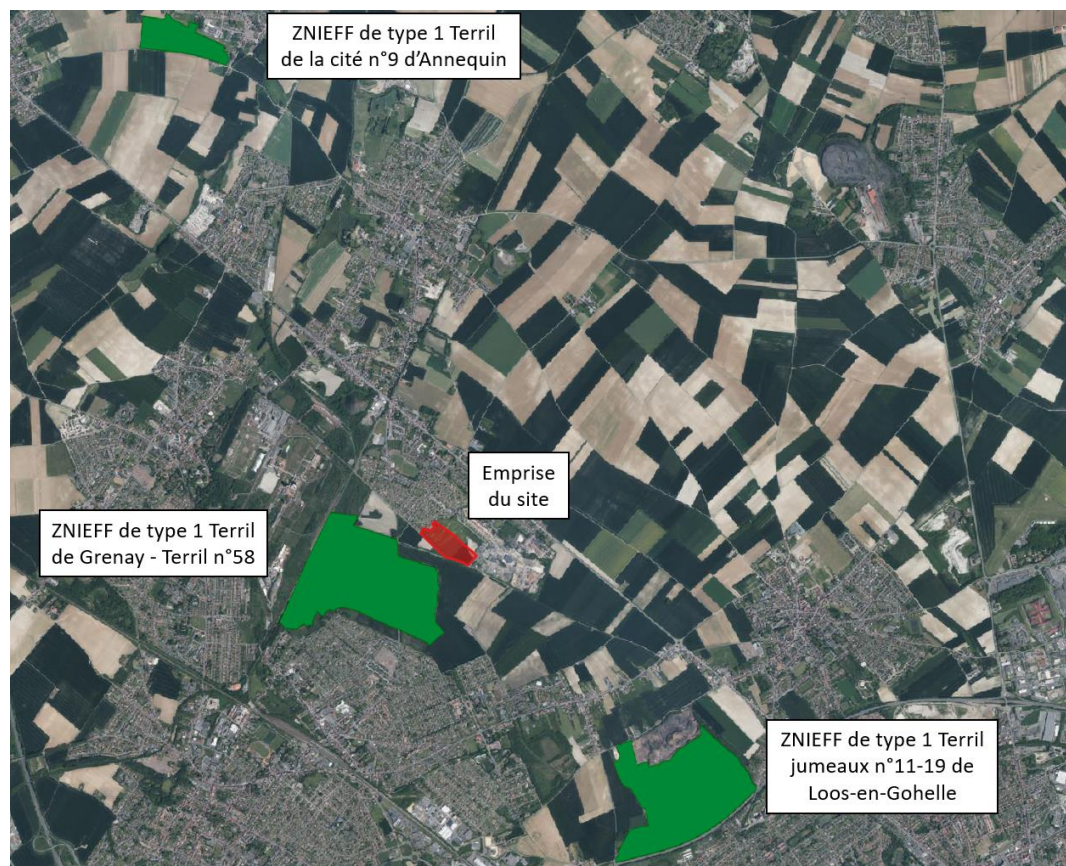 ZNIEFF de type 1 Terril
de la cité n°9 d'Annequin
Emprise
du site
ZNIEFF de type 1 Terril
de Grenay - Terril n°58
ZNIEFF de type 1 Terril
jumeaux n°11-19 de
Loos-en-Gohelle